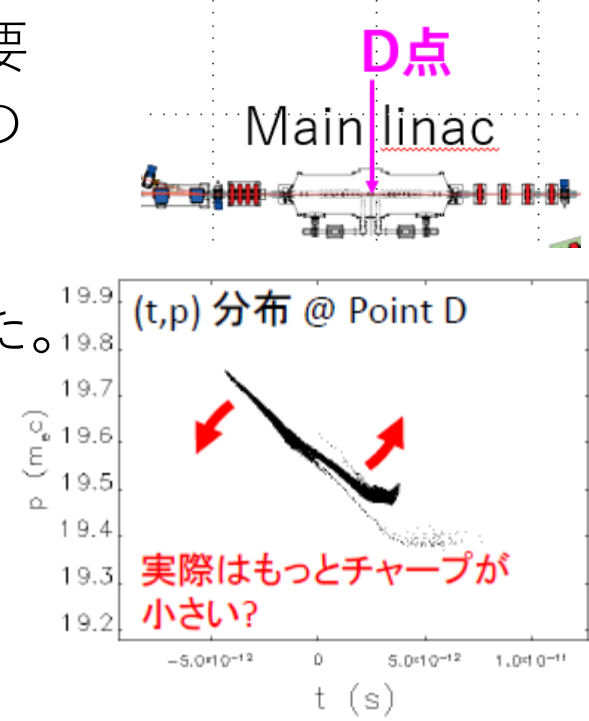 要
D点
の
Main linac
た。
(t,p) 分布 @ Point D
19.9
19.8
19.7
19.6
19.5
19.4
19.3
19.2
p (mₑc)
実際はもっとチャープが
小さい?
−5.0×10⁻¹²
0
5.0×10⁻¹²
1.0×10⁻¹¹
t (s)